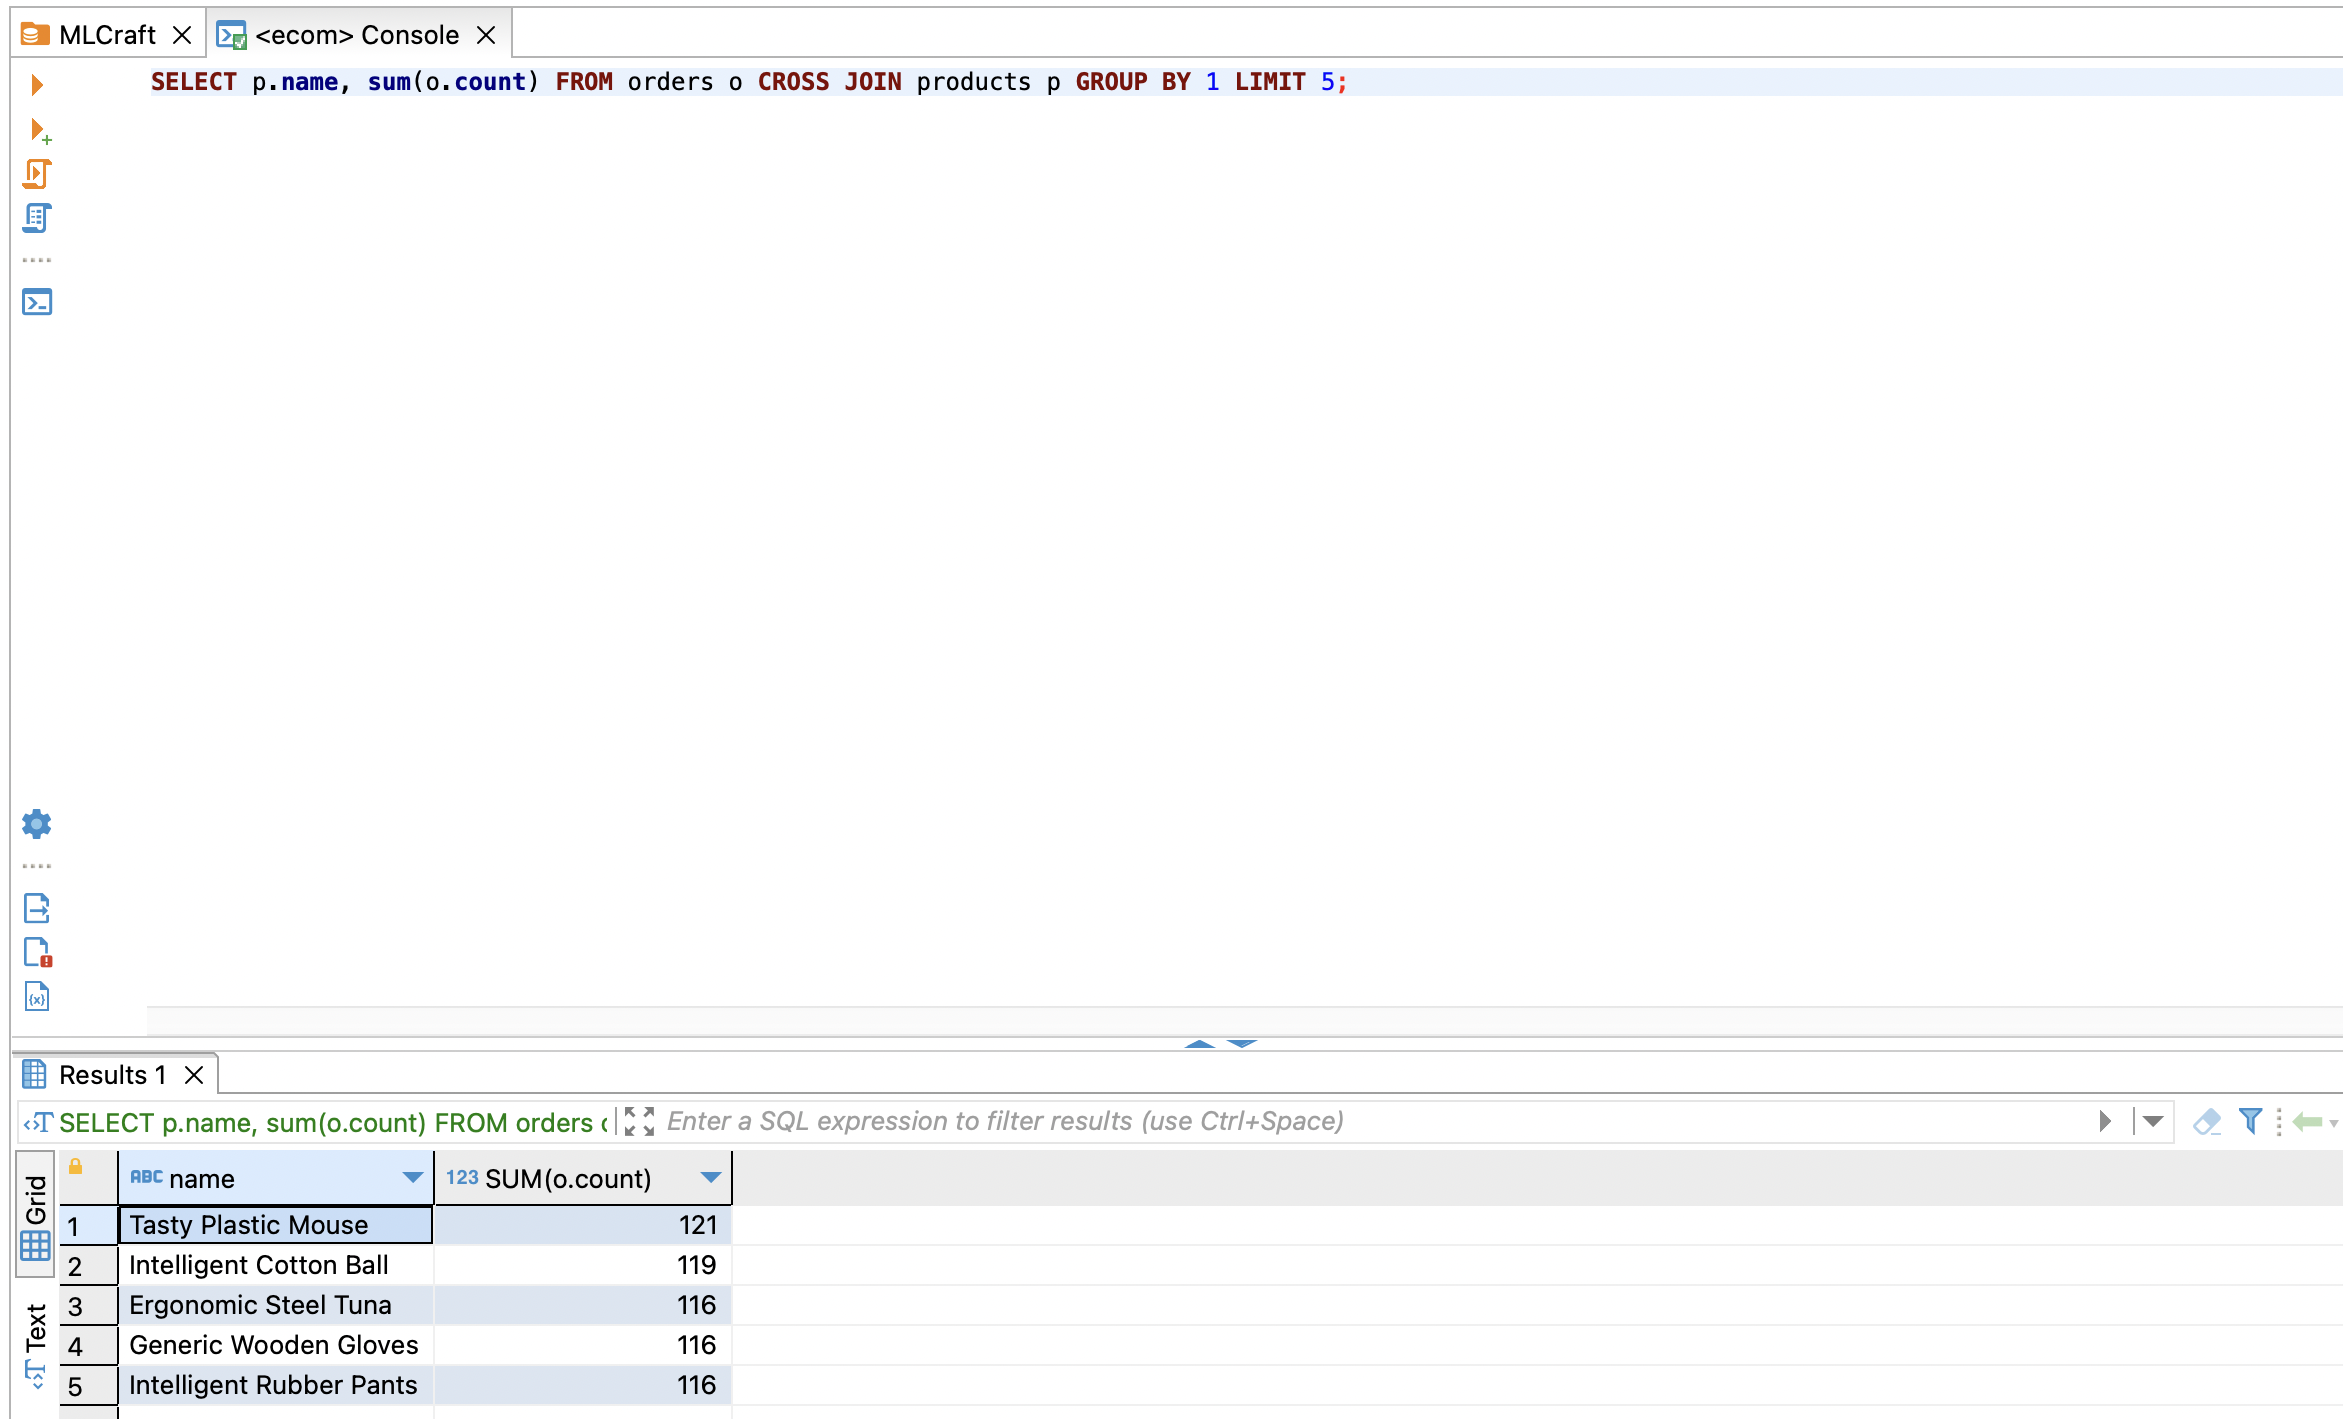 MLCraft <ecom> Console
SELECT p.name, sum(o.count) FROM orders o CROSS JOIN products p GROUP BY 1 LIMIT 5;
Results 1
SELECT p.name, sum(o.count) FROM orders Enter a SQL expression to filter results (use Ctrl+Space)
Grid
Text
ABC name 123 SUM(o.count)
1 Tasty Plastic Mouse 121
2 Intelligent Cotton Ball 119
3 Ergonomic Steel Tuna 116
4 Generic Wooden Gloves 116
5 Intelligent Rubber Pants 116